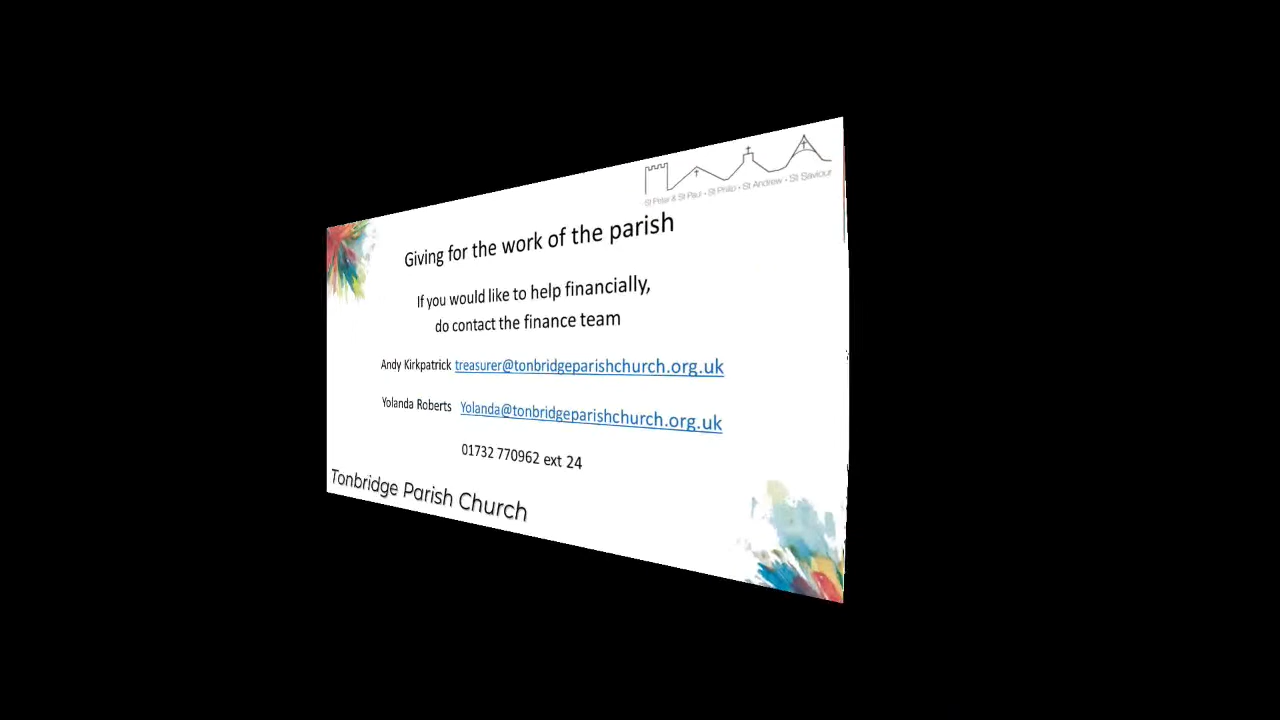 St Peter & St Paul • St Philip • St Andrew • St Saviour
Giving for the work of the parish
If you would like to help financially,
do contact the finance team
Andy Kirkpatrick treasurer@tonbridgeparishchurch.org.uk
Yolanda Roberts Yolanda@tonbridgeparishchurch.org.uk
01732 770962 ext 24
Tonbridge Parish Church